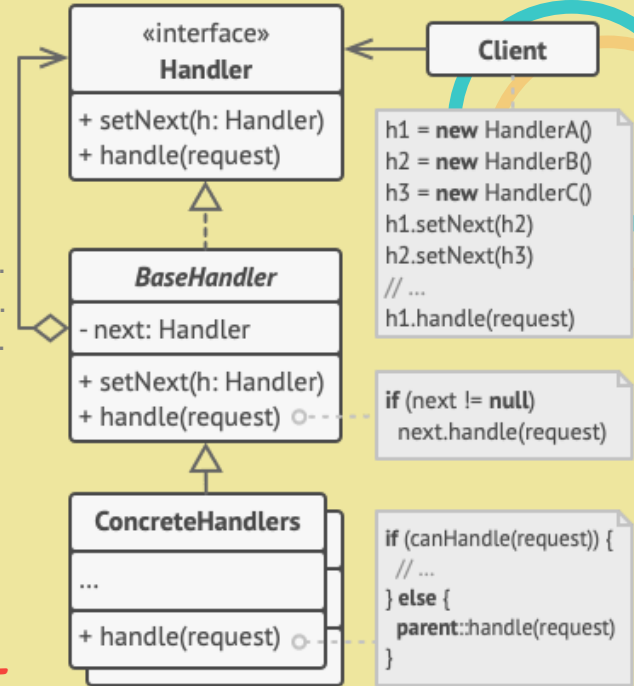 «interface»
Handler
+ setNext(h: Handler)
+ handle(request)
Client
h1 = new HandlerA()
h2 = new HandlerB()
h3 = new HandlerC()
h1.setNext(h2)
h2.setNext(h3)
// ...
h1.handle(request)
BaseHandler
- next: Handler
+ setNext(h: Handler)
+ handle(request)
if (next != null)
next.handle(request)
ConcreteHandlers
...
+ handle(request)
if (canHandle(request)) {
// ...
} else {
parent::handle(request)
}